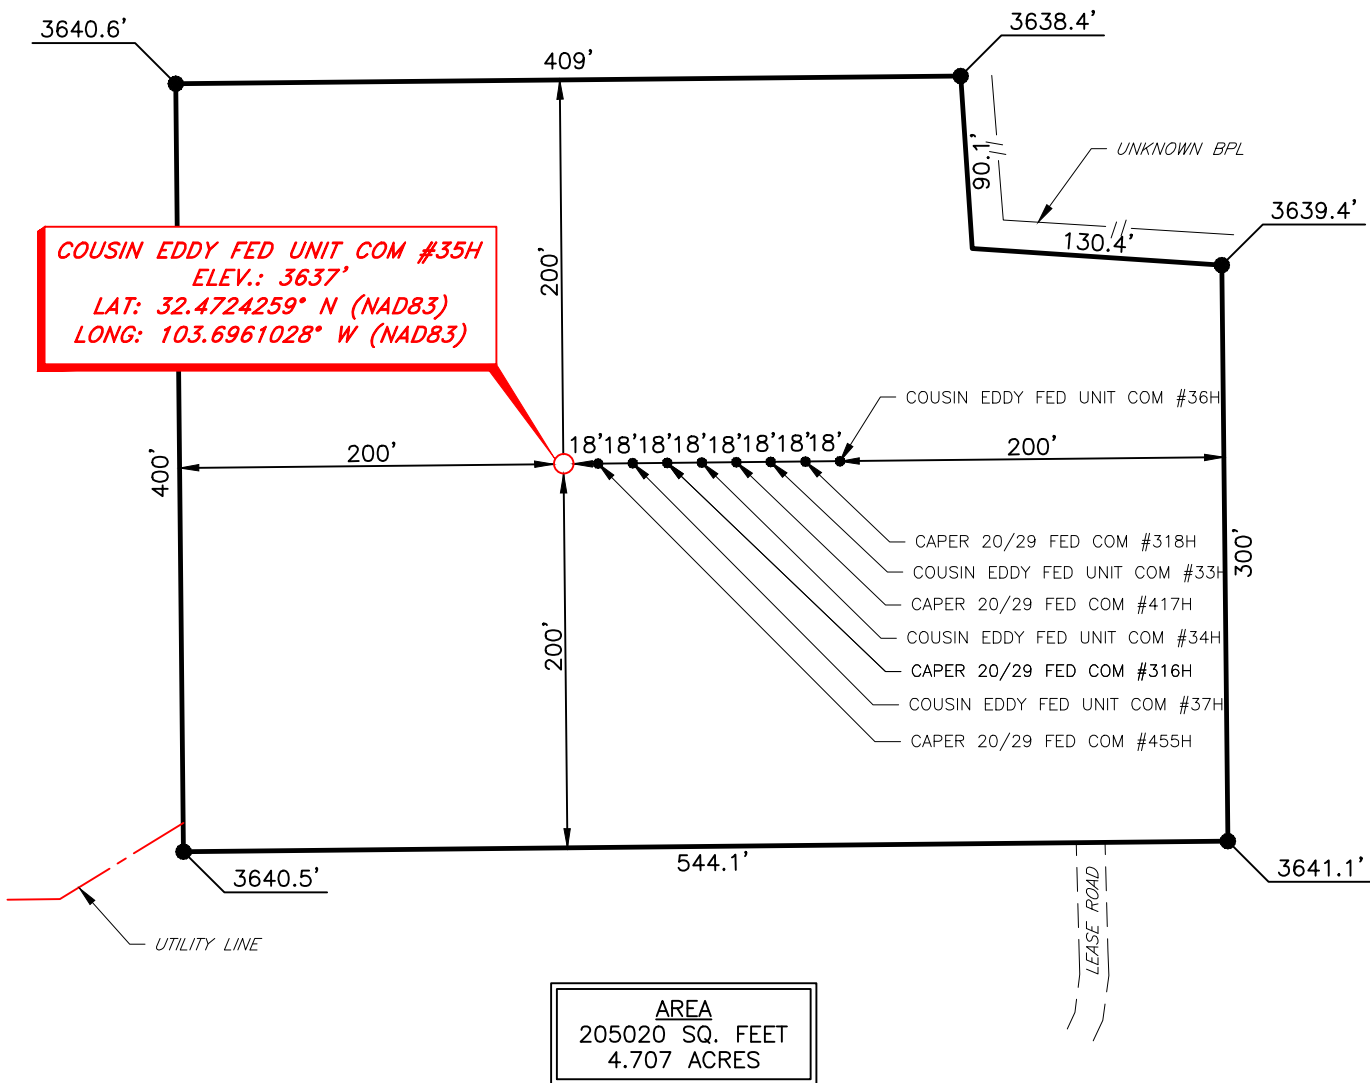 3640.6'
3638.4'
409'
90.1'
UNKNOWN BPL
3639.4'
130.4'
COUSIN EDDY FED UNIT COM #35H
ELEV.: 3637'
LAT: 32.4724259° N (NAD83)
LONG: 103.6961028° W (NAD83)
200'
COUSIN EDDY FED UNIT COM #36H
18' 18' 18' 18' 18' 18' 18' 18'
200'
200'
400'
CAPER 20/29 FED COM #318H
COUSIN EDDY FED UNIT COM #33H
300'
CAPER 20/29 FED COM #417H
COUSIN EDDY FED UNIT COM #34H
200'
CAPER 20/29 FED COM #316H
COUSIN EDDY FED UNIT COM #37H
CAPER 20/29 FED COM #455H
544.1'
3640.5'
3641.1'
LEASE ROAD
UTILITY LINE
AREA
205020 SQ. FEET
4.707 ACRES